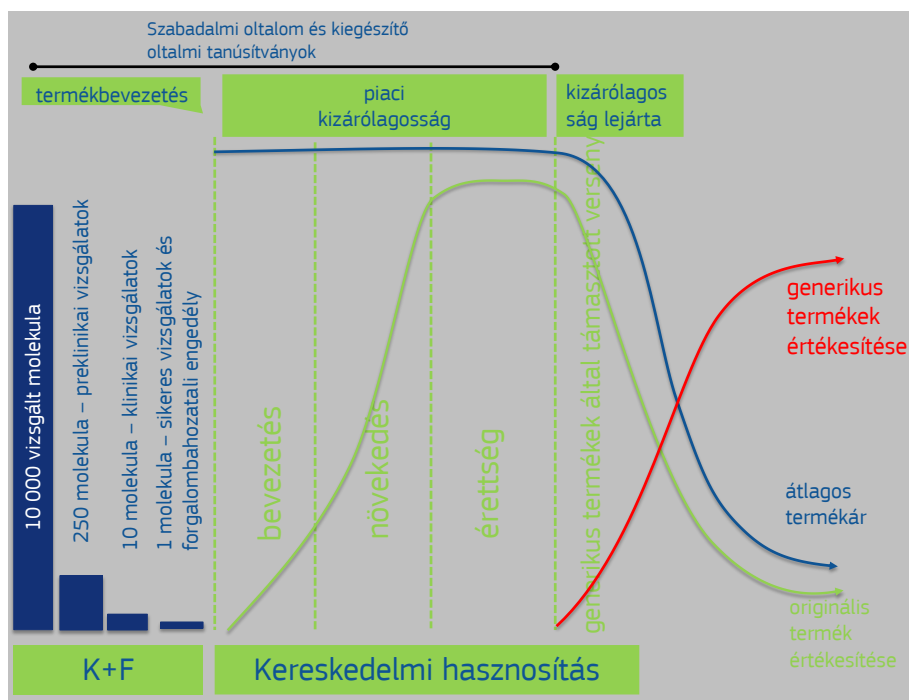 Szabadalmi oltalom és kiegészítő
oltalmi tanúsítványok
termékbevezetés
piaci
kizárólagosság
kizárólagos
ság lejárta
10 000 vizsgált molekula
250 molekula – preklinikai vizsgálatok
10 molekula – klinikai vizsgálatok
1 molekula – sikeres vizsgálatok és
forgalombahozatali engedély
bevezetés
növekedés
érettség
generikus termékek által támasztott verseny
generikus
termékek
értékesítése
átlagos
termékár
originális
termék
értékesítése
K+F
Kereskedelmi hasznosítás